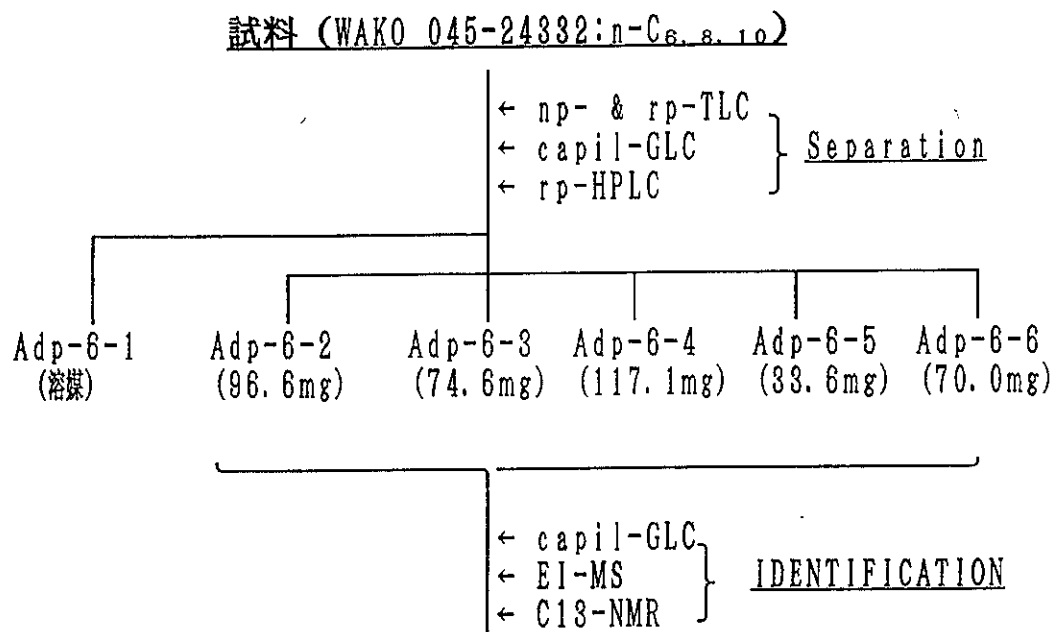 試料 (WAKO 045-24332:n-C6,8,10)
← np- & rp-TLC
← capil-GLC
← rp-HPLC
Separation
Adp-6-1 Adp-6-2 Adp-6-3 Adp-6-4 Adp-6-5 Adp-6-6
(溶媒) (96.6mg) (74.6mg) (117.1mg) (33.6mg) (70.0mg)
← capil-GLC
← EI-MS
← C13-NMR
IDENTIFICATION